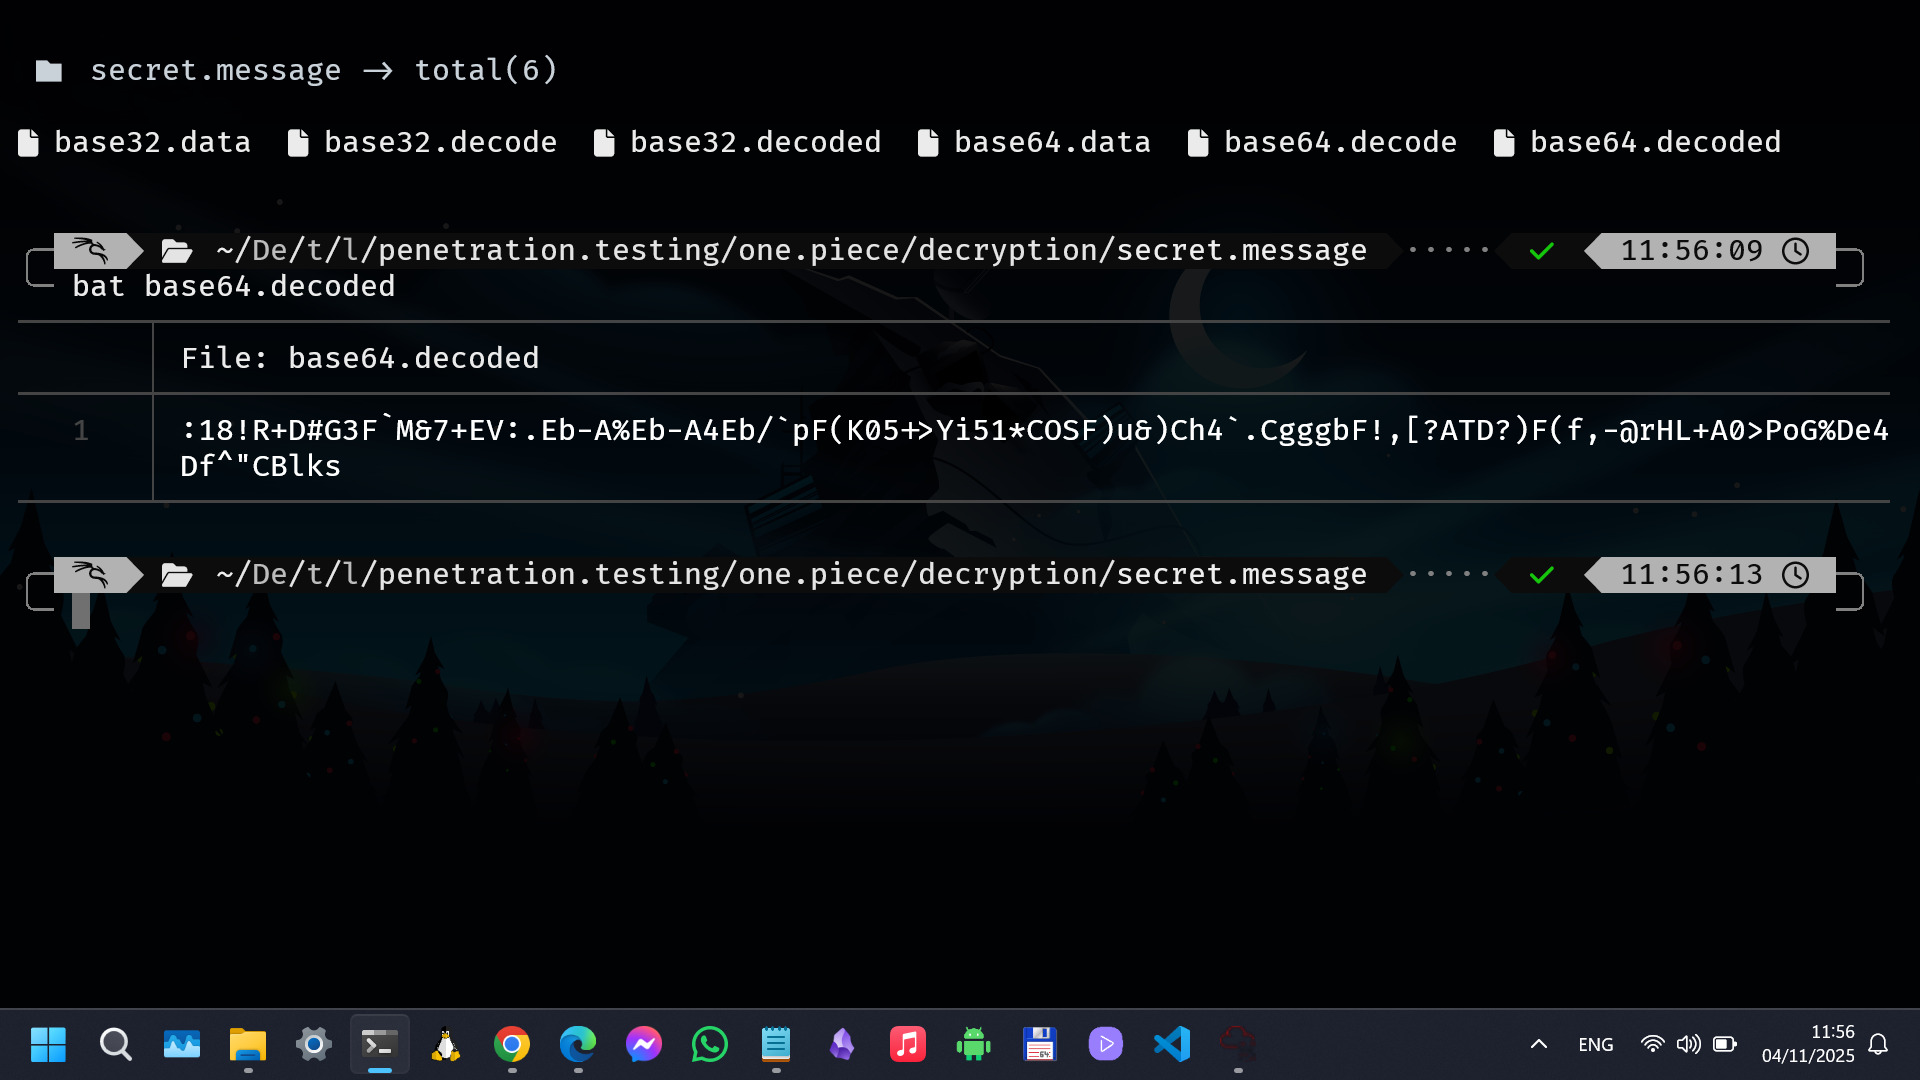 secret.message → total(6)
base32.data base32.decode base32.decoded base64.data base64.decode base64.decoded
~/De/t/l/penetration.testing/one.piece/decryption/secret.message ····· ✓ 11:56:09
bat base64.decoded
File: base64.decoded
1 :18!R+D#G3F`M&7+EV:.Eb-A%Eb-A4Eb/`pF(K05+>Yi51*COSF)u&)Ch4`.CgggbF!,[?ATD?)F(f,-@rHL+A0>PoG%De4
Df^"CBlks
~/De/t/l/penetration.testing/one.piece/decryption/secret.message ····· ✓ 11:56:13
64:
ENG
11:56
04/11/2025